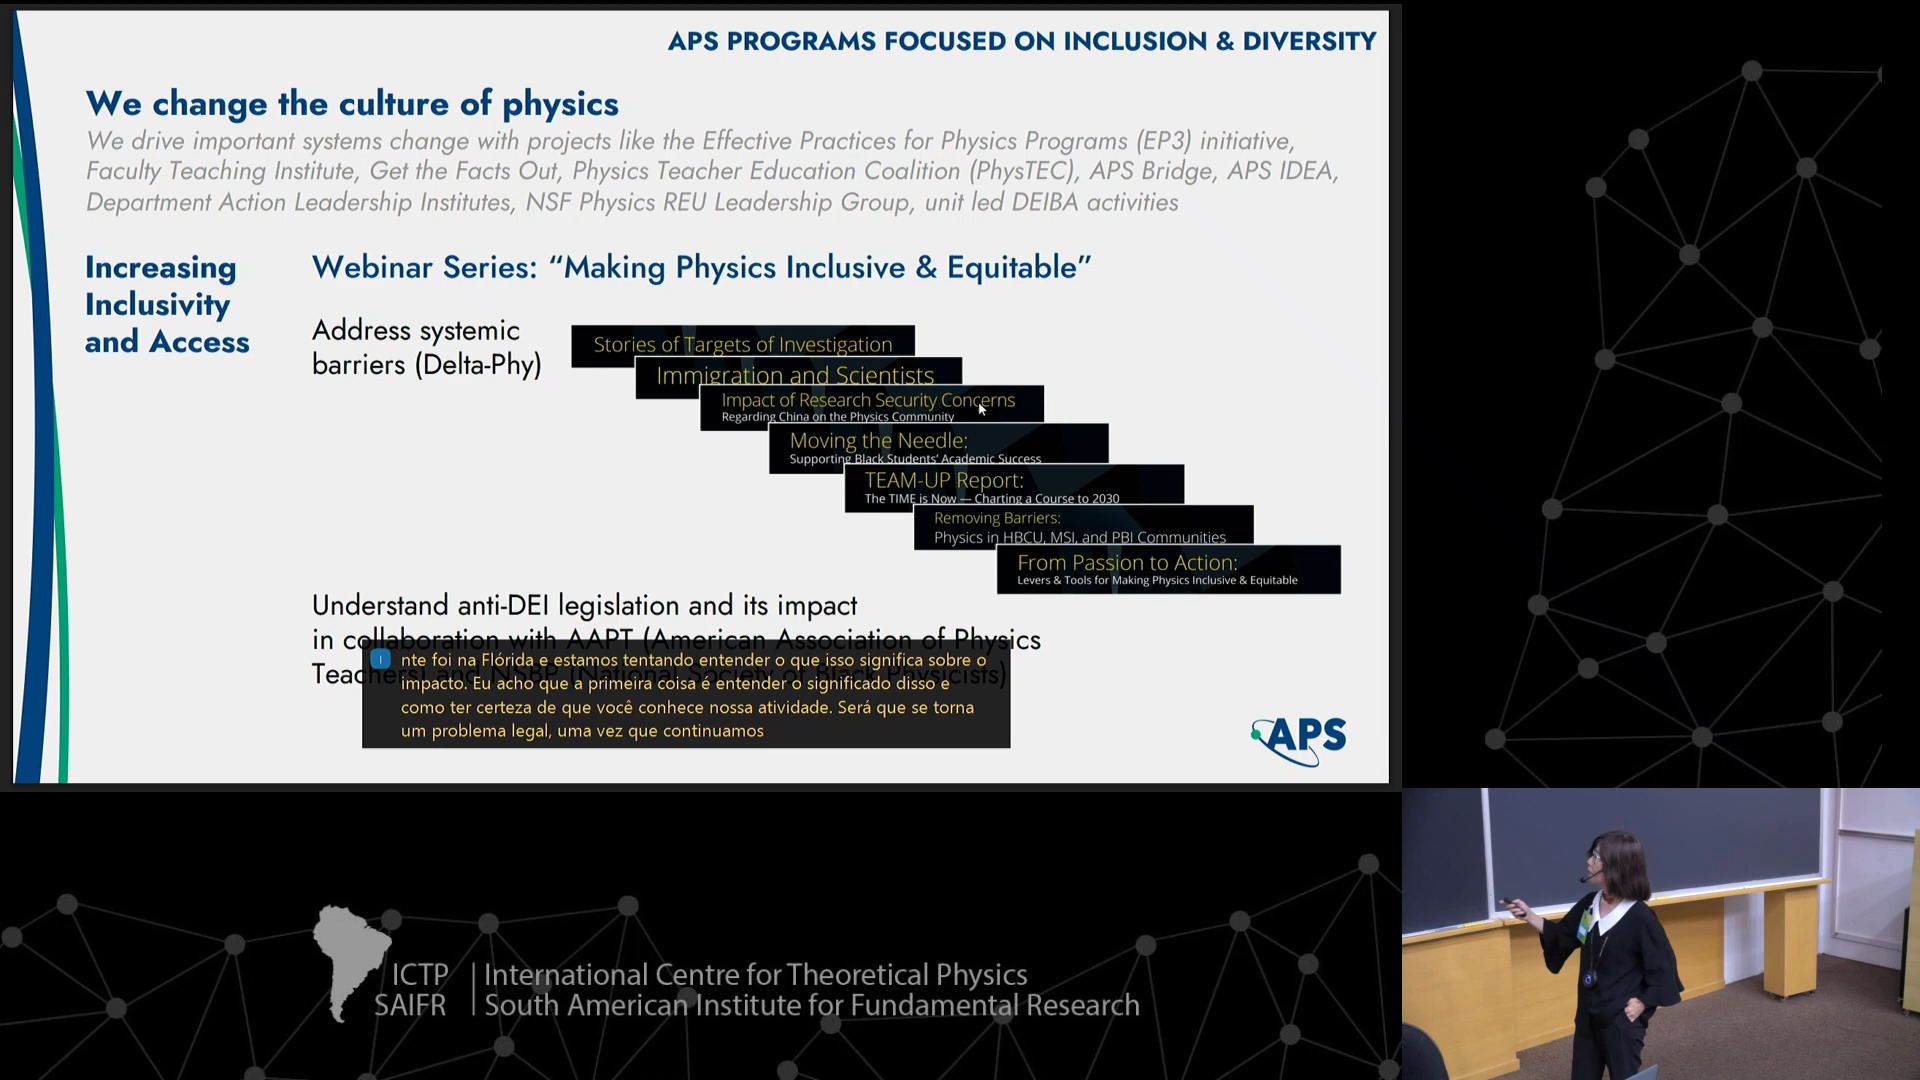 APS PROGRAMS FOCUSED ON INCLUSION & DIVERSITY
We change the culture of physics
We drive important systems change with projects like the Effective Practices for Physics Programs (EP3) initiative,
Faculty Teaching Institute, Get the Facts Out, Physics Teacher Education Coalition (PhysTEC), APS Bridge, APS IDEA,
Department Action Leadership Institutes, NSF Physics REU Leadership Group, unit led DEIBA activities
Increasing
Inclusivity
and Access
Webinar Series: “Making Physics Inclusive & Equitable”
Address systemic
barriers (Delta-Phy)
Stories of Targets of Investigation
Immigration and Scientists
Impact of Research Security Concerns
Regarding China on the Physics Community
Moving the Needle:
Supporting Black Students’ Academic Success
TEAM-UP Report:
The TIME is Now — Charting a Course to 2030
Removing Barriers:
Physics in HBCU, MSI, and PBI Communities
From Passion to Action:
Levers & Tools for Making Physics Inclusive & Equitable
Understand anti-DEI legislation and its impact
in collaboration with AAPT (American Association of Physics
Teachers) and NSBP (National Society of Black Physicists)
I
nte foi na Flórida e estamos tentando entender o que isso significa sobre o
impacto. Eu acho que a primeira coisa é entender o significado disso e
como ter certeza de que você conhece nossa atividade. Será que se torna
um problema legal, uma vez que continuamos
APS
ICTP | International Centre for Theoretical Physics
SAIFR | South American Institute for Fundamental Research